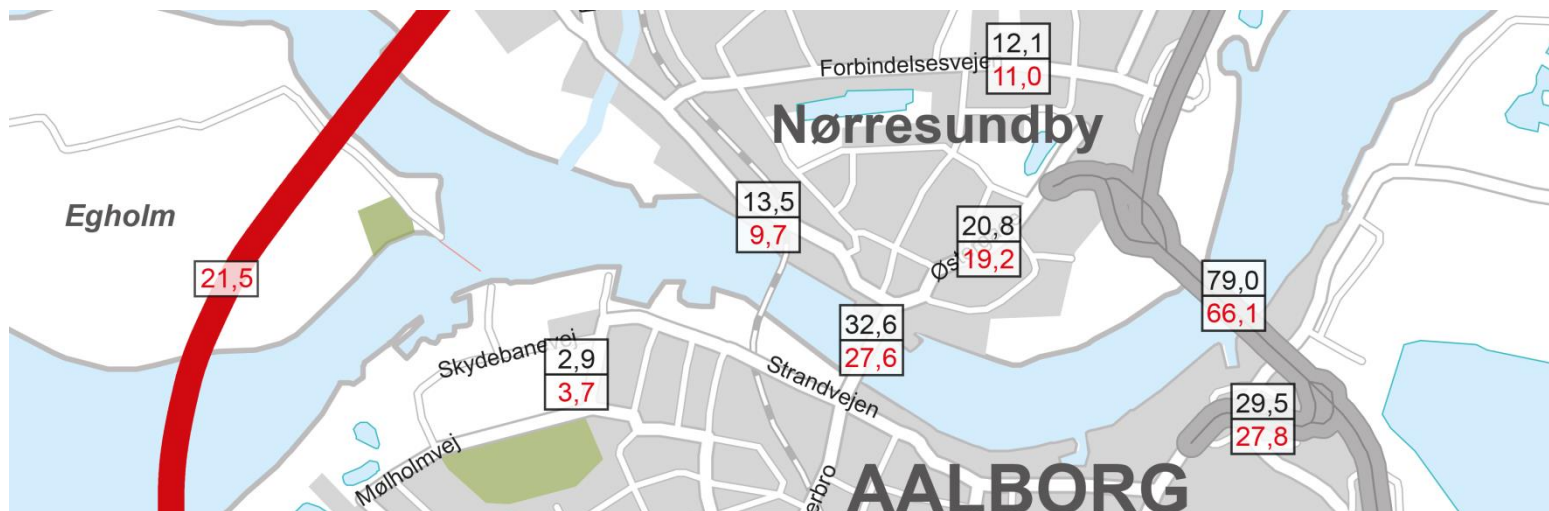 12,1
11,0
Forbindelsesvejen
Nørresundby
Egholm
13,5
9,7
20,8
19,2
21,5
79,0
66,1
32,6
27,6
Skydebanevej
2,9
3,7
Strandvejen
29,5
27,8
Mølholmvej
AALBORG